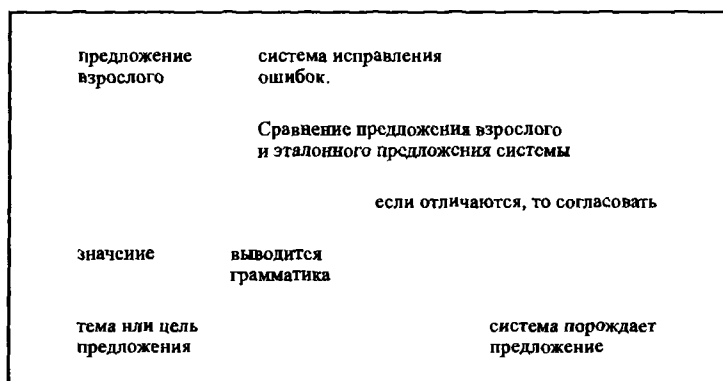 предложение система исправления
взрослого ошибок.
Сравнение предложения взрослого
и эталонного предложения системы
если отличаются, то согласовать
значение выводится
грамматика
тема или цель система порождает
предложения предложение